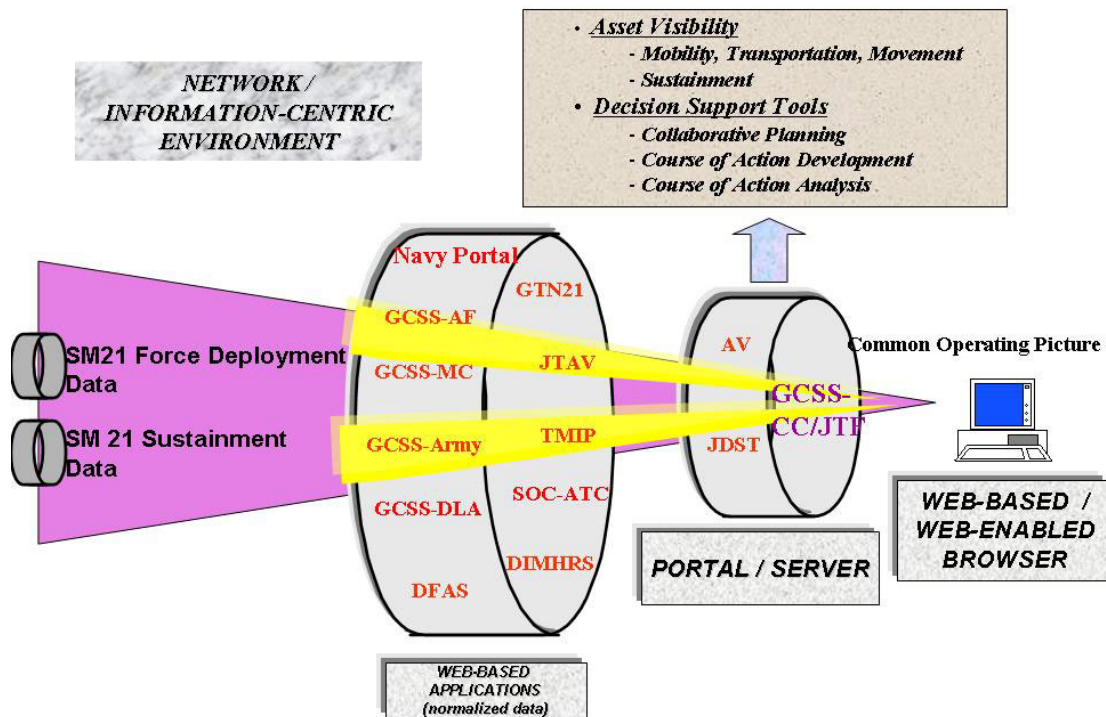 NETWORK /
INFORMATION-CENTRIC
ENVIRONMENT
• Asset Visibility
- Mobility, Transportation, Movement
- Sustainment
• Decision Support Tools
- Collaborative Planning
- Course of Action Development
- Course of Action Analysis
SM21 Force Deployment
Data
SM 21 Sustainment
Data
Navy Portal
GCSS-AF
GCSS-MC
GCSS-Army
GCSS-DLA
DFAS
GTN21
JTAV
TMIP
SOC-ATC
DIMHRS
WEB-BASED
APPLICATIONS
(normalized data)
AV
JDST
GCSS-
CC/JTF
PORTAL / SERVER
Common Operating Picture
WEB-BASED /
WEB-ENABLED
BROWSER